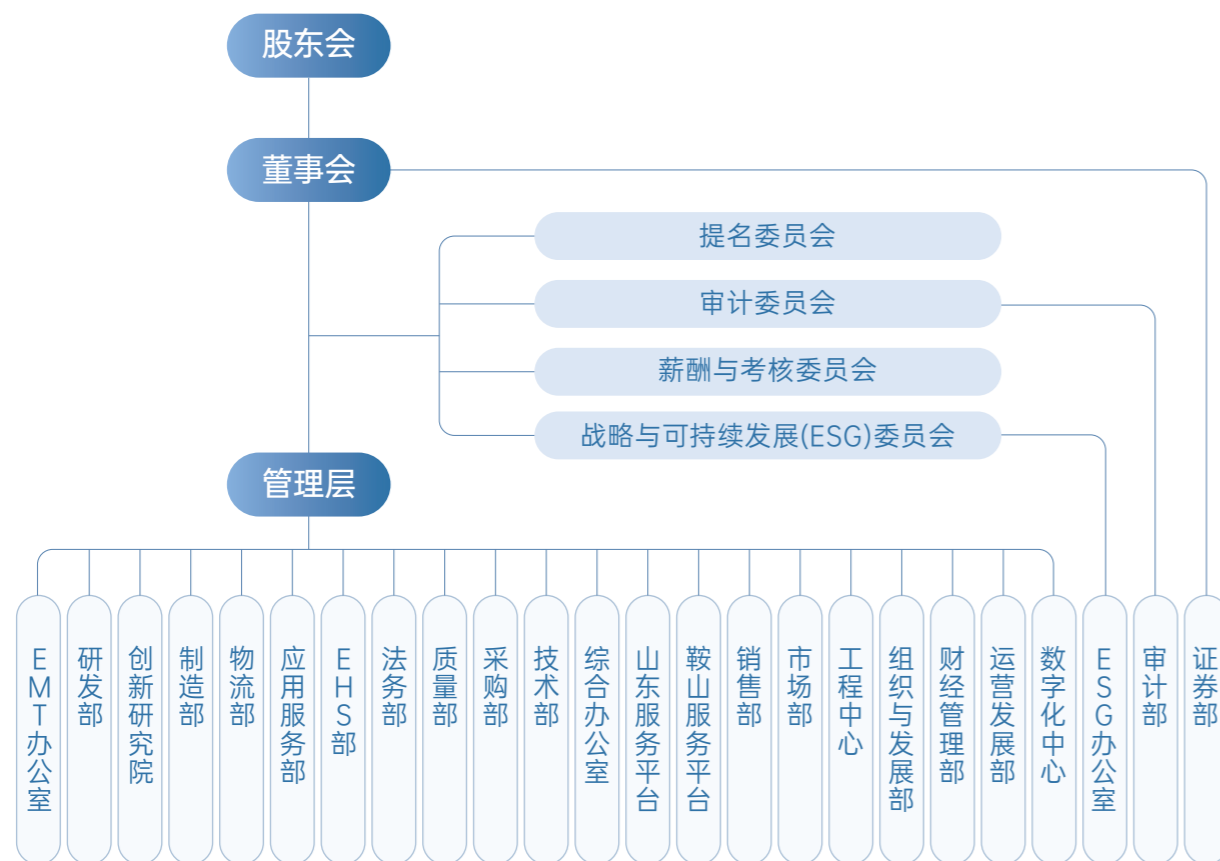 股东会
董事会
提名委员会
审计委员会
薪酬与考核委员会
战略与可持续发展(ESG)委员会
管理层
EMT办公室
研发部
创新研究院
制造部
物流部
应用服务部
EHS部
法务部
质量部
采购部
技术部
综合办公室
山东服务平台
鞍山服务平台
销售部
市场部
工程中心
组织与发展部
财经管理部
运营发展部
数字化中心
ESG办公室
审计部
证券部